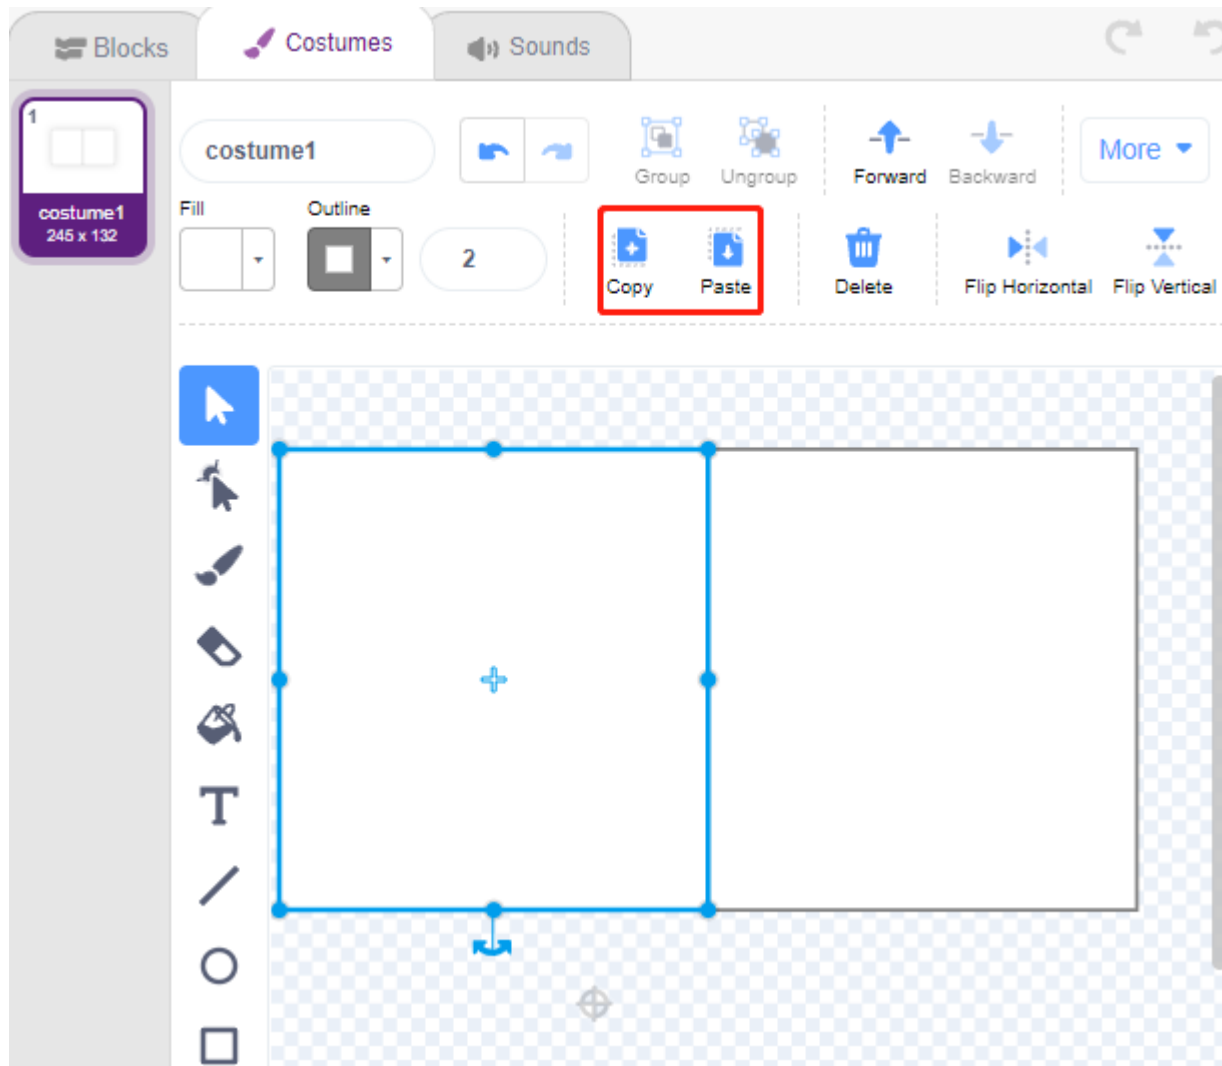 Blocks
Costumes
Sounds
1
costume1
245 x 132
costume1
Group
Ungroup
Forward
Backward
More
Fill
Outline
2
Copy
Paste
Delete
Flip Horizontal
Flip Vertical
T